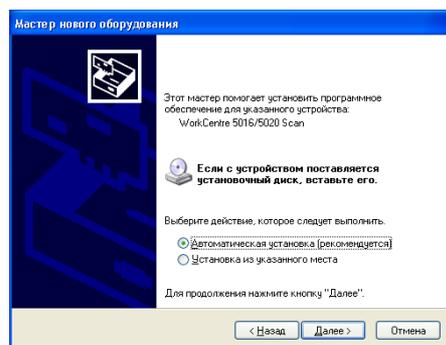 Мастер нового оборудования
Этот мастер помогает установить программное
обеспечение для указанного устройства:
WorkCentre 5016/5020 Scan
Если с устройством поставляется
установочный диск, вставьте его.
Выберите действие, которое следует выполнить.
Автоматическая установка (рекомендуется)
Установка из указанного места
Для продолжения нажмите кнопку "Далее".
< Назад
Далее >
Отмена